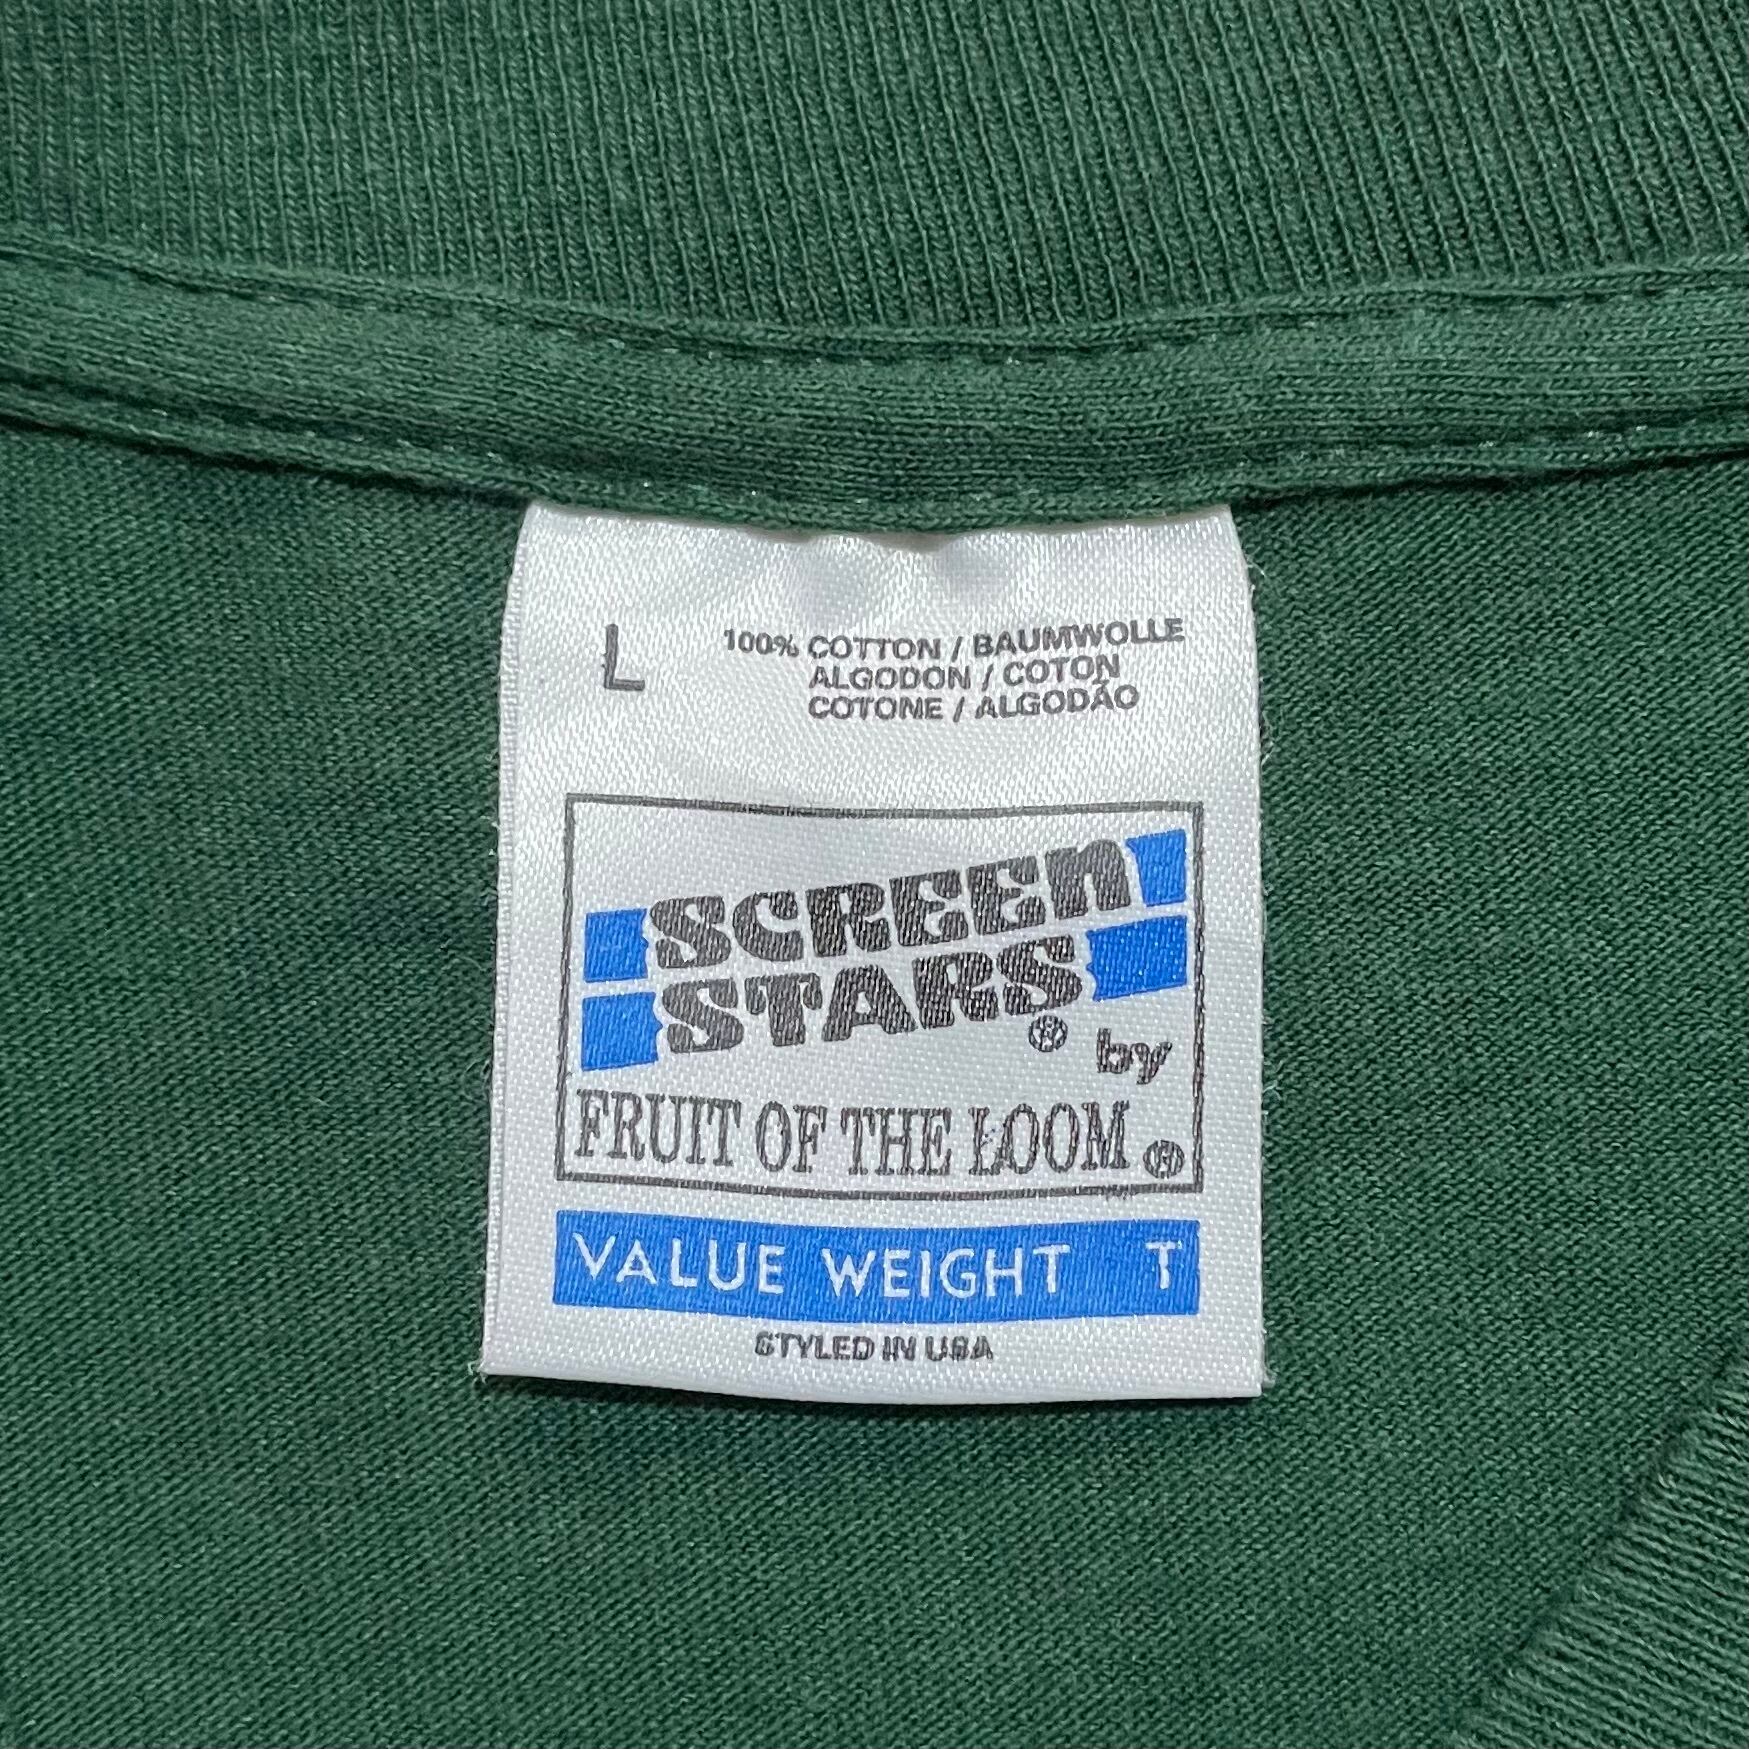 L
100% COTTON / BAUMWOLLE
ALGODON / COTON
COTONE / ALGODÃO
SCREEN
STARS® by
FRUIT OF THE LOOM®
VALUE WEIGHT T
STYLED IN USA